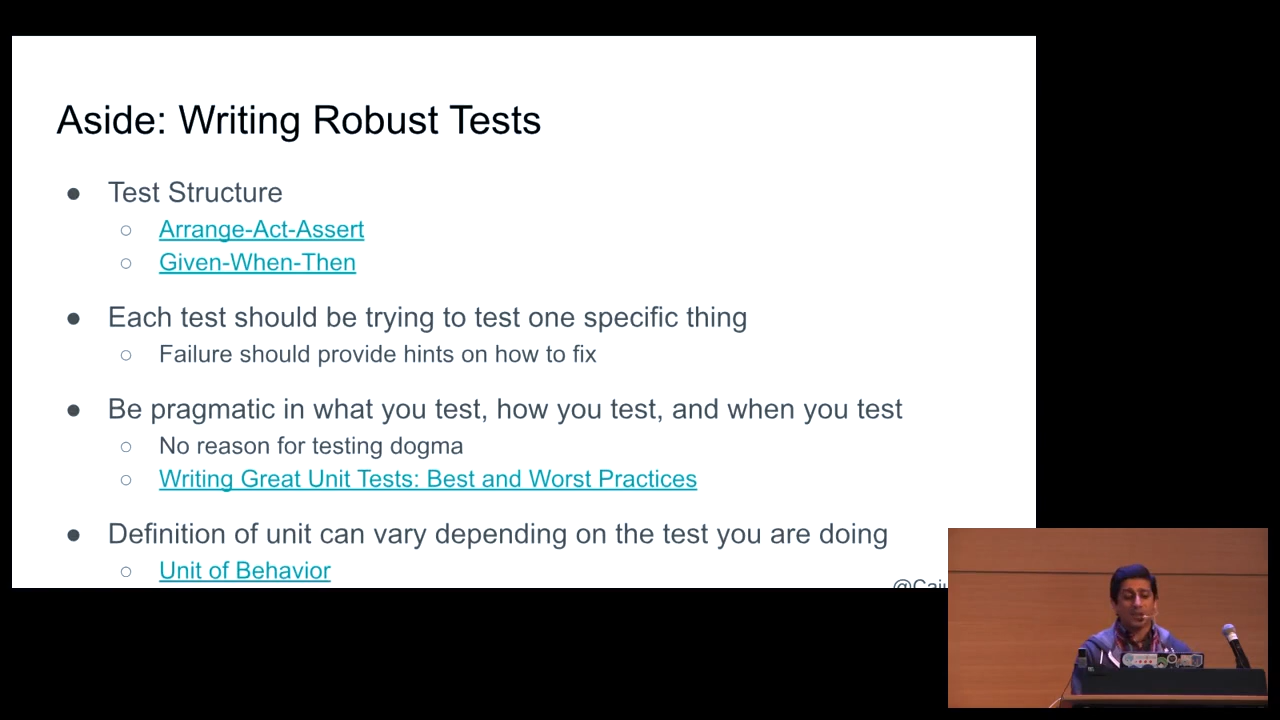 Aside: Writing Robust Tests
● Test Structure
○ Arrange-Act-Assert
○ Given-When-Then
● Each test should be trying to test one specific thing
○ Failure should provide hints on how to fix
● Be pragmatic in what you test, how you test, and when you test
○ No reason for testing dogma
○ Writing Great Unit Tests: Best and Worst Practices
● Definition of unit can vary depending on the test you are doing
○ Unit of Behavior